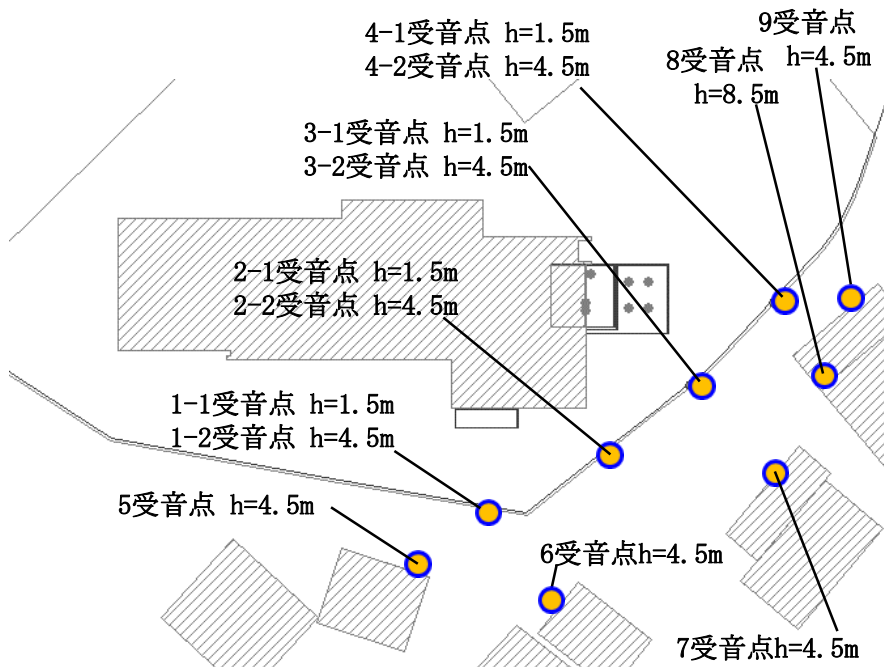 4-1受音点 h=1.5m
4-2受音点 h=4.5m
9受音点
h=4.5m
8受音点
h=8.5m
3-1受音点 h=1.5m
3-2受音点 h=4.5m
2-1受音点 h=1.5m
2-2受音点 h=4.5m
1-1受音点 h=1.5m
1-2受音点 h=4.5m
5受音点 h=4.5m
6受音点h=4.5m
7受音点h=4.5m